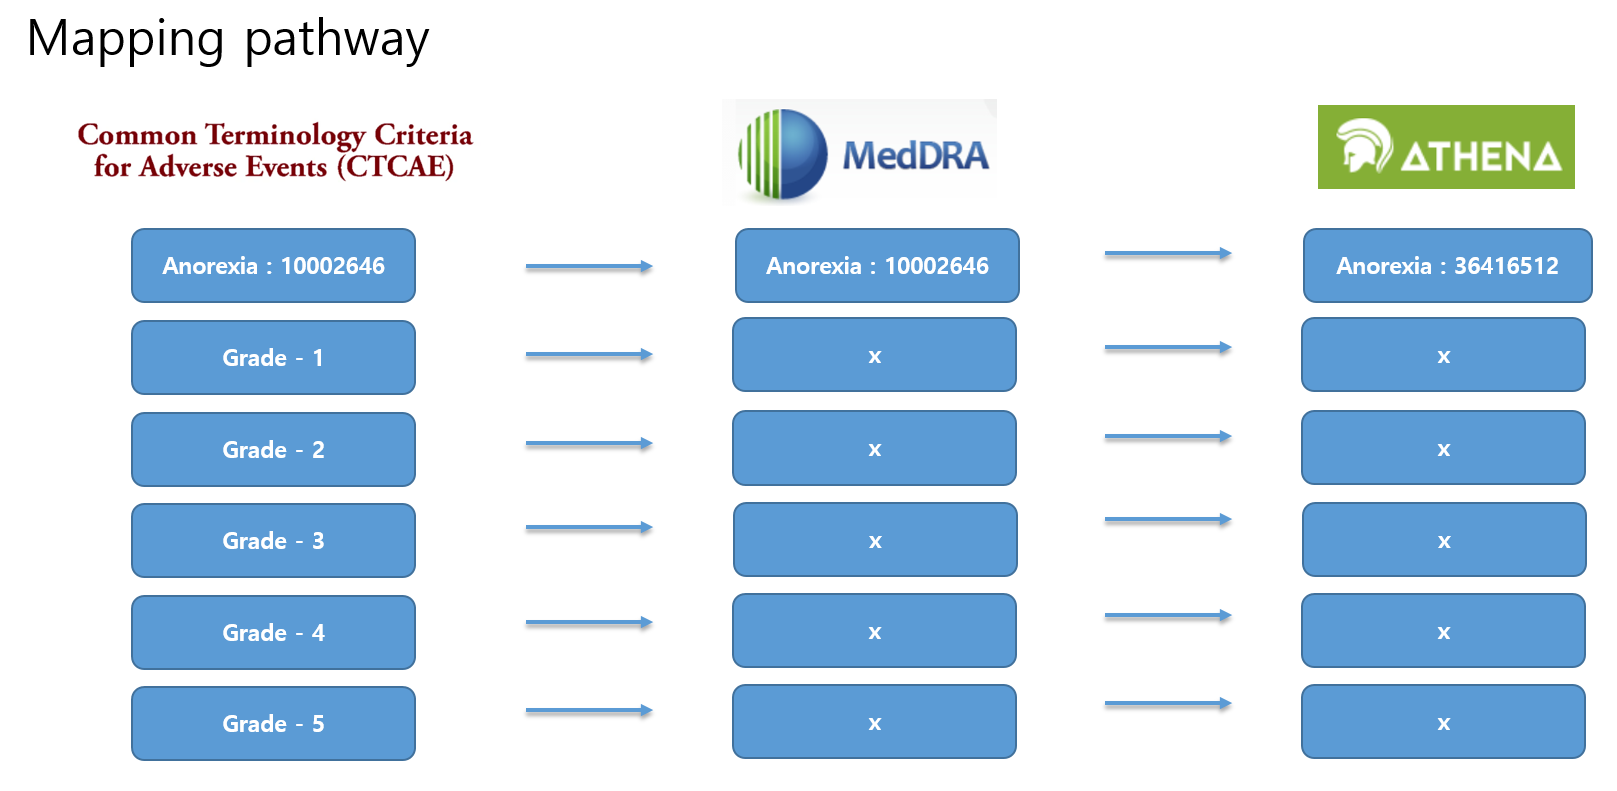 Mapping pathway
Common Terminology Criteria
for Adverse Events (CTCAE)
MedDRA
ATHENA
Anorexia : 10002646
Anorexia : 10002646
Anorexia : 36416512
Grade - 1
x
x
Grade - 2
x
x
Grade - 3
x
x
Grade - 4
x
x
Grade - 5
x
x